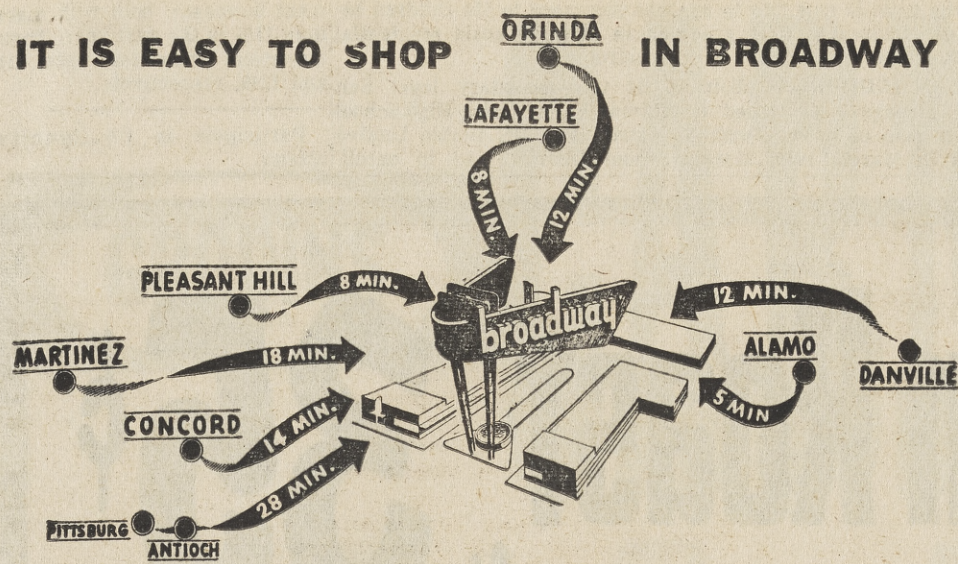 IT IS EASY TO SHOP IN BROADWAY
ORINDA
LAFAYETTE
8 MIN.
12 MIN.
PLEASANT HILL
8 MIN.
12 MIN.
broadway
MARTINEZ
18 MIN.
ALAMO
DANVILLE
5 MIN
CONCORD
14 MIN.
28 MIN.
PITTSBURG
ANTIOCH